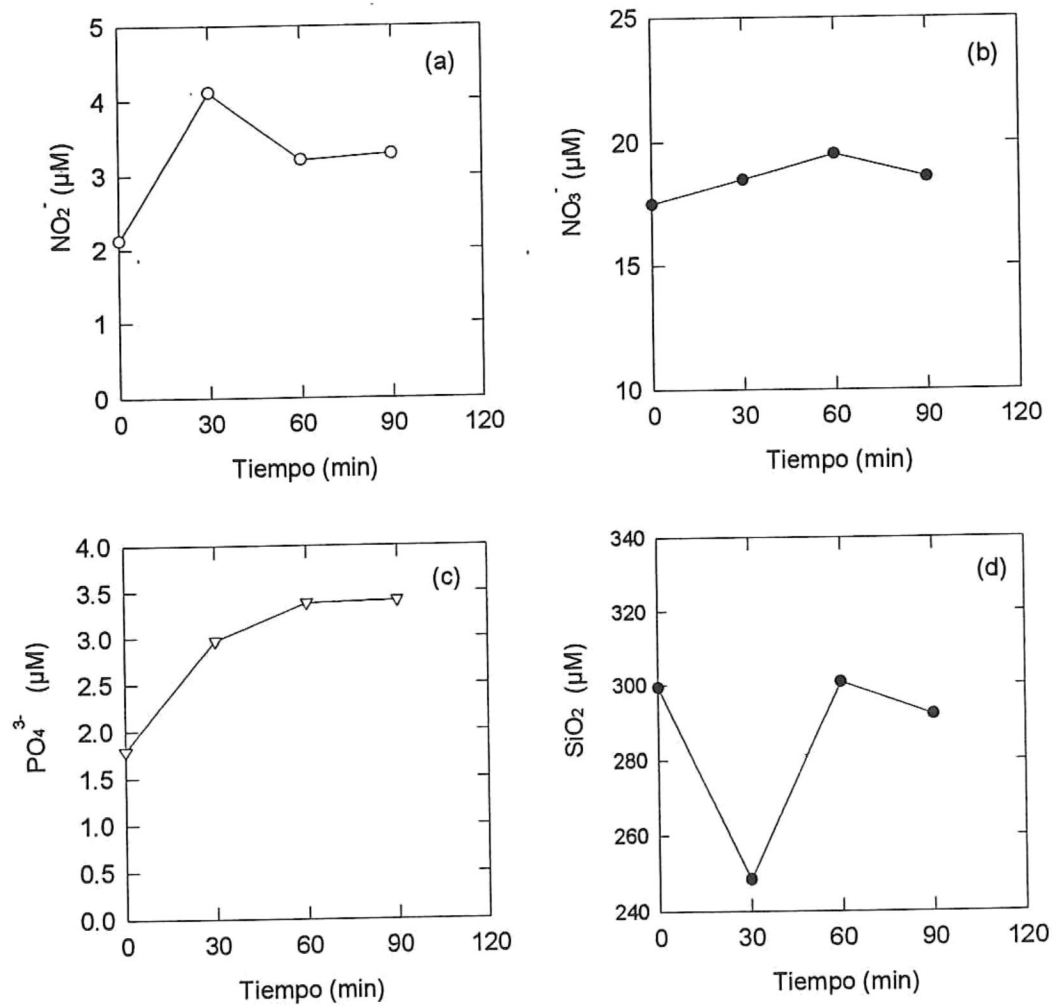 (a)
NO₂⁻ (µM)
5
4
3
2
1
0
0 30 60 90 120
Tiempo (min)
(b)
NO₃⁻ (µM)
25
20
15
10
0 30 60 90 120
Tiempo (min)
(c)
PO₄³⁻ (µM)
4.0
3.5
3.0
2.5
2.0
1.5
1.0
0.5
0.0
0 30 60 90 120
Tiempo (min)
(d)
SiO₂ (µM)
340
320
300
280
260
240
0 30 60 90 120
Tiempo (min)